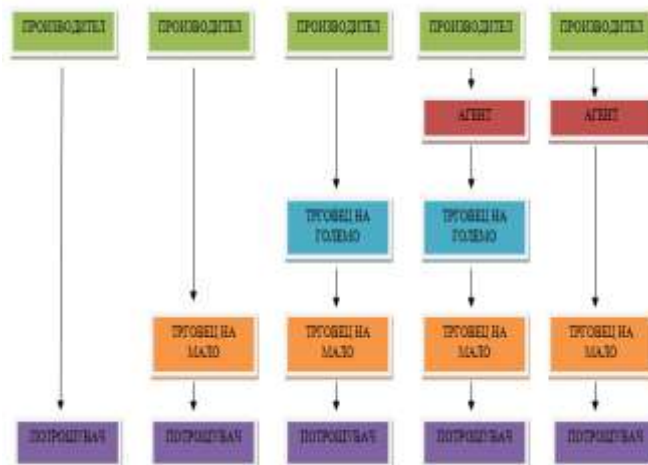 ПРОИЗВОДИТЕЛ
ПРОИЗВОДИТЕЛ
ПРОИЗВОДИТЕЛ
ПРОИЗВОДИТЕЛ
ПРОИЗВОДИТЕЛ
АГЕНТ
АГЕНТ
ТРГОВЕЦ НА
ГОЛЕМО
ТРГОВЕЦ НА
ГОЛЕМО
ТРГОВЕЦ НА
МАЛО
ТРГОВЕЦ НА
МАЛО
ТРГОВЕЦ НА
МАЛО
ТРГОВЕЦ НА
МАЛО
ПОТРОШУВАЧ
ПОТРОШУВАЧ
ПОТРОШУВАЧ
ПОТРОШУВАЧ
ПОТРОШУВАЧ